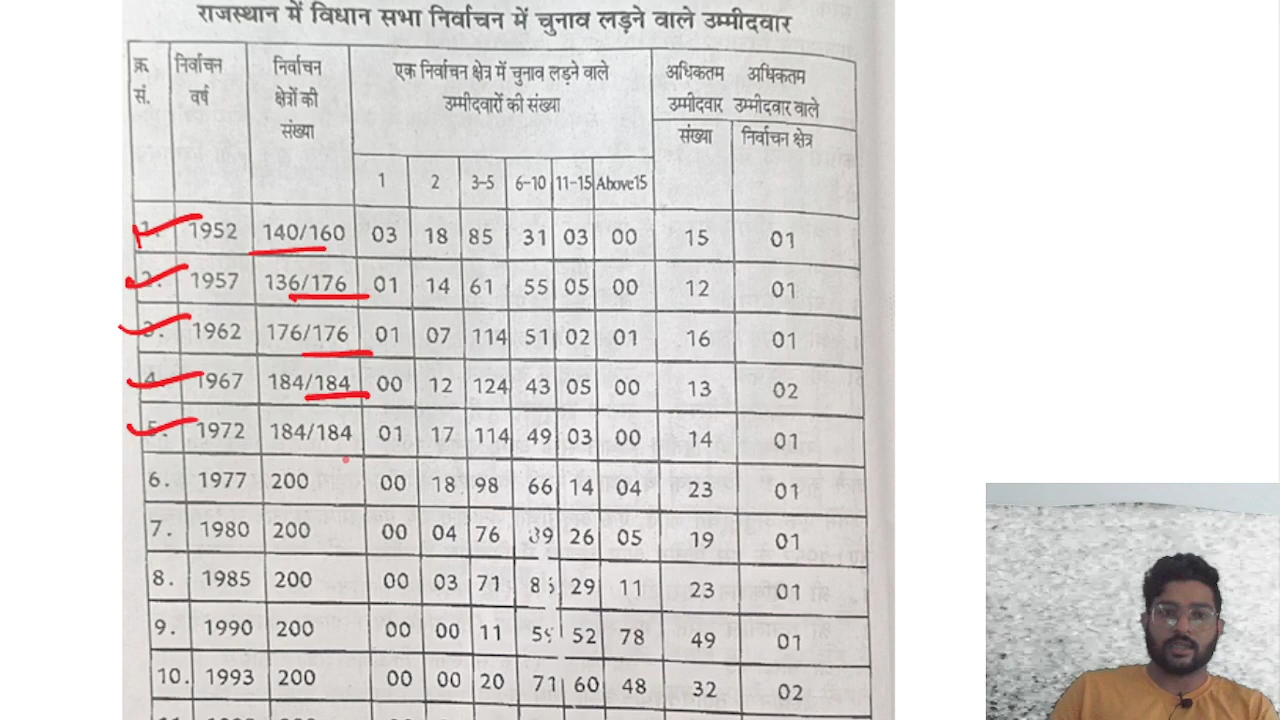 राजस्थान में विधान सभा निर्वाचन में चुनाव लड़ने वाले उम्मीदवार
क्र सं. निर्वाचन वर्ष निर्वाचन क्षेत्रों की संख्या एक निर्वाचन क्षेत्र में चुनाव लड़ने वाले उम्मीदवारों की संख्या अधिकतम उम्मीदवार संख्या अधिकतम उम्मीदवार वाले निर्वाचन क्षेत्र
1 2 3-5 6-10 11-15 Above15
1. 1952 140/160 03 18 85 31 03 00 15 01
2. 1957 136/176 01 14 61 55 05 00 12 01
3. 1962 176/176 01 07 114 51 02 01 16 01
4. 1967 184/184 00 12 124 43 05 00 13 02
5. 1972 184/184 01 17 114 49 03 00 14 01
6. 1977 200 00 18 98 66 14 04 23 01
7. 1980 200 00 04 76 89 26 05 19 01
8. 1985 200 00 03 71 29 11 23 01
9. 1990 200 00 00 11 59 52 78 49 01
10. 1993 200 00 00 20 71 60 48 32 02